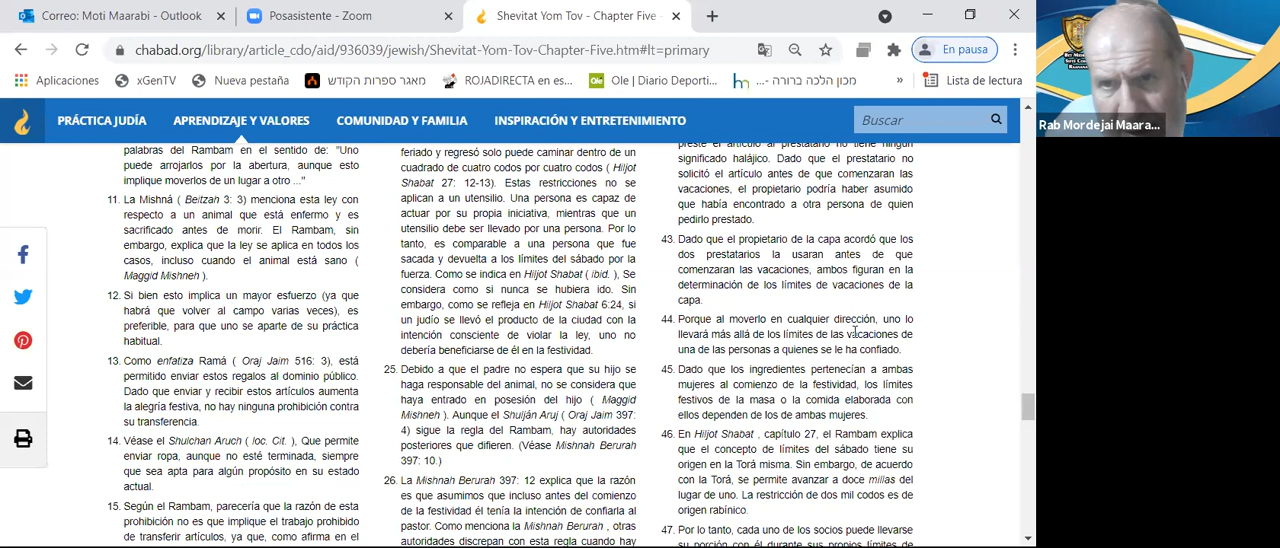 Correo: Moti Maarabi - Outlook
Posasistente - Zoom
Shevitat Yom Tov - Chapter Five -
chabad.org/library/article_cdo/aid/936039/jewish/Shevitat-Yom-Tov-Chapter-Five.htm#lt=primary
En pausa
Aplicaciones
xGenTV
Nueva pestaña
מאגר ספרות הקודש
ROJADIRECTA en es...
Ole
Ole | Diario Deporti...
מכון הלכה ברורה -...
»
Lista de lectura
PRÁCTICA JUDÍA
APRENDIZAJE Y VALORES
COMUNIDAD Y FAMILIA
INSPIRACIÓN Y ENTRETENIMIENTO
Buscar
Rab Mordejai Maara...
palabras del Rambam en el sentido de: "Uno
puede arrojarlos por la abertura, aunque esto
implique moverlos de un lugar a otro ..."
11. La Mishná ( Beitzah 3: 3) menciona esta ley con
respecto a un animal que está enfermo y es
sacrificado antes de morir. El Rambam, sin
embargo, explica que la ley se aplica en todos los
casos, incluso cuando el animal está sano (
Maggid Mishneh ).
12. Si bien esto implica un mayor esfuerzo (ya que
habrá que volver al campo varias veces), es
preferible, para que uno se aparte de su práctica
habitual.
13. Como enfatiza Ramá ( Oraj Jaim 516: 3), está
permitido enviar estos regalos al dominio público.
Dado que enviar y recibir estos artículos aumenta
la alegría festiva, no hay ninguna prohibición contra
su transferencia.
14. Véase el Shulchan Aruch ( loc. Cit. ), Que permite
enviar ropa, aunque no esté terminada, siempre
que sea apta para algún propósito en su estado
actual.
15. Según el Rambam, parecería que la razón de esta
prohibición no es que implique el trabajo prohibido
de transferir artículos, ya que, como afirma en el
feriado y regresó solo puede caminar dentro de un
cuadrado de cuatro codos por cuatro codos ( Hiljot
Shabat 27: 12-13). Estas restricciones no se
aplican a un utensilio. Una persona es capaz de
actuar por su propia iniciativa, mientras que un
utensilio debe ser llevado por una persona. Por lo
tanto, es comparable a una persona que fue
sacada y devuelta a los límites del sábado por la
fuerza. Como se indica en Hiljot Shabat ( ibid. ), Se
considera como si nunca se hubiera ido. Sin
embargo, como se refleja en Hiljot Shabat 6:24, si
un judío se llevó el producto de la ciudad con la
intención consciente de violar la ley, uno no
debería beneficiarse de él en la festividad.
25. Debido a que el padre no espera que su hijo se
haga responsable del animal, no se considera que
haya entrado en posesión del hijo ( Maggid
Mishneh ). Aunque el Shulján Aruj ( Oraj Jaim 397:
4) sigue la regla del Rambam, hay autoridades
posteriores que difieren. (Véase Mishnah Berurah
397: 10.)
26. La Mishnah Berurah 397: 12 explica que la razón
es que asumimos que incluso antes del comienzo
de la festividad él tenía la intención de confiarla al
pastor. Como menciona la Mishnah Berurah , otras
autoridades discrepan con esta regla cuando hay
preste el artículo al prestatario no tiene ningún
significado halájico. Dado que el prestatario no
solicitó el artículo antes de que comenzaran las
vacaciones, el propietario podría haber asumido
que había encontrado a otra persona de quien
pedirlo prestado.
43. Dado que el propietario de la capa acordó que los
dos prestatarios la usaran antes de que
comenzaran las vacaciones, ambos figuran en la
determinación de los límites de vacaciones de la
capa.
44. Porque al moverlo en cualquier dirección, uno lo
llevará más allá de los límites de las vacaciones de
una de las personas a quienes se le ha confiado.
45. Dado que los ingredientes pertenecían a ambas
mujeres al comienzo de la festividad, los límites
festivos de la masa o la comida elaborada con
ellos dependen de los de ambas mujeres.
46. En Hiljot Shabat , capítulo 27, el Rambam explica
que el concepto de límites del sábado tiene su
origen en la Torá misma. Sin embargo, de acuerdo
con la Torá, se permite avanzar a doce millas del
lugar de uno. La restricción de dos mil codos es de
origen rabínico.
47. Por lo tanto, cada uno de los socios puede llevarse
su porción con él durante sus propios límites de